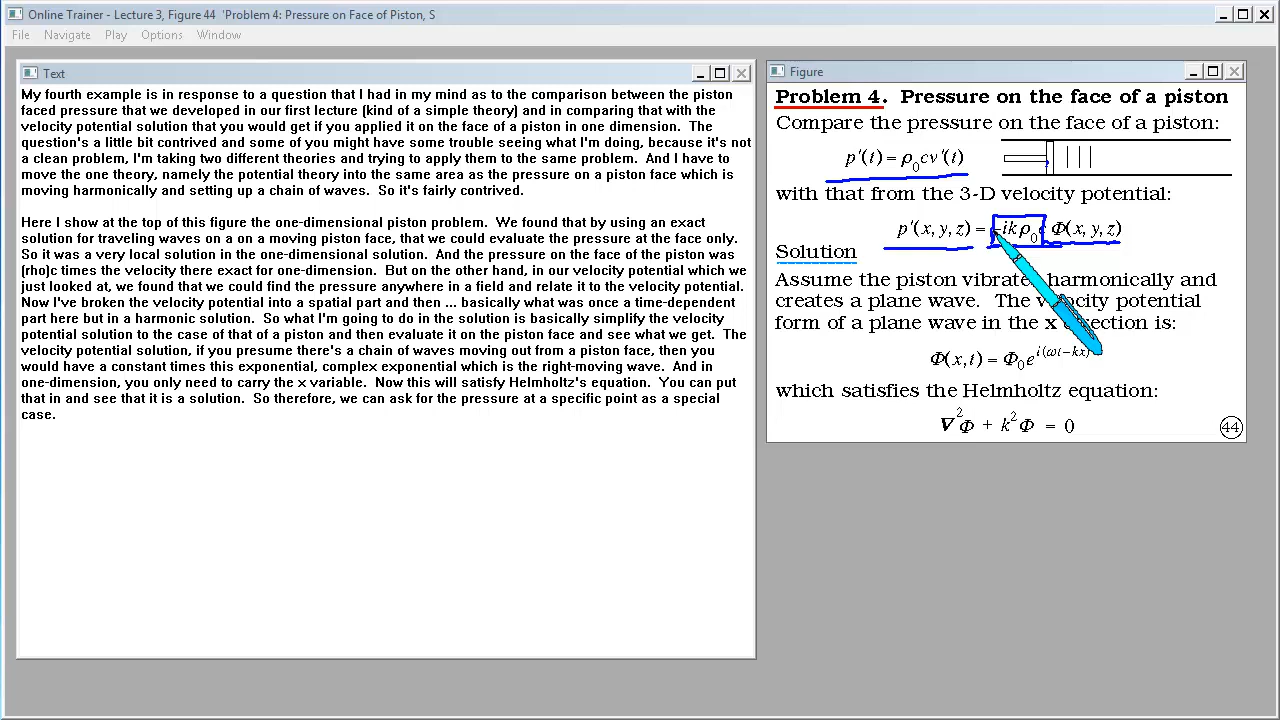 Online Trainer - Lecture 3, Figure 44 'Problem 4: Pressure on Face of Piston, S
File Navigate Play Options Window
Text
My fourth example is in response to a question that I had in my mind as to the comparison between the piston
faced pressure that we developed in our first lecture (kind of a simple theory) and in comparing that with the
velocity potential solution that you would get if you applied it on the face of a piston in one dimension. The
question's a little bit contrived and some of you might have some trouble seeing what I'm doing, because it's not
a clean problem, I'm taking two different theories and trying to apply them to the same problem. And I have to
move the one theory, namely the potential theory into the same area as the pressure on a piston face which is
moving harmonically and setting up a chain of waves. So it's fairly contrived.
Here I show at the top of this figure the one-dimensional piston problem. We found that by using an exact
solution for traveling waves on a on a moving piston face, that we could evaluate the pressure at the face only.
So it was a very local solution in the one-dimensional solution. And the pressure on the face of the piston was
(rho)c times the velocity there exact for one-dimension. But on the other hand, in our velocity potential which we
just looked at, we found that we could find the pressure anywhere in a field and relate it to the velocity potential.
Now I've broken the velocity potential into a spatial part and then ... basically what was once a time-dependent
part here but in a harmonic solution. So what I'm going to do in the solution is basically simplify the velocity
potential solution to the case of that of a piston and then evaluate it on the piston face and see what we get. The
velocity potential solution, if you presume there's a chain of waves moving out from a piston face, then you
would have a constant times this exponential, complex exponential which is the right-moving wave. And in
one-dimension, you only need to carry the x variable. Now this will satisfy Helmholtz's equation. You can put
that in and see that it is a solution. So therefore, we can ask for the pressure at a specific point as a special
case.
Figure
Problem 4. Pressure on the face of a piston
Compare the pressure on the face of a piston:
p'(t) = ρ₀cv'(t)
with that from the 3-D velocity potential:
p'(x, y, z) = -ikρ₀c Φ(x, y, z)
Solution
Assume the piston vibrates harmonically and
creates a plane wave. The velocity potential
form of a plane wave in the x direction is:
Φ(x,t) = Φ₀e^{i(ωt−kx)}
which satisfies the Helmholtz equation:
∇²Φ + k²Φ = 0
44